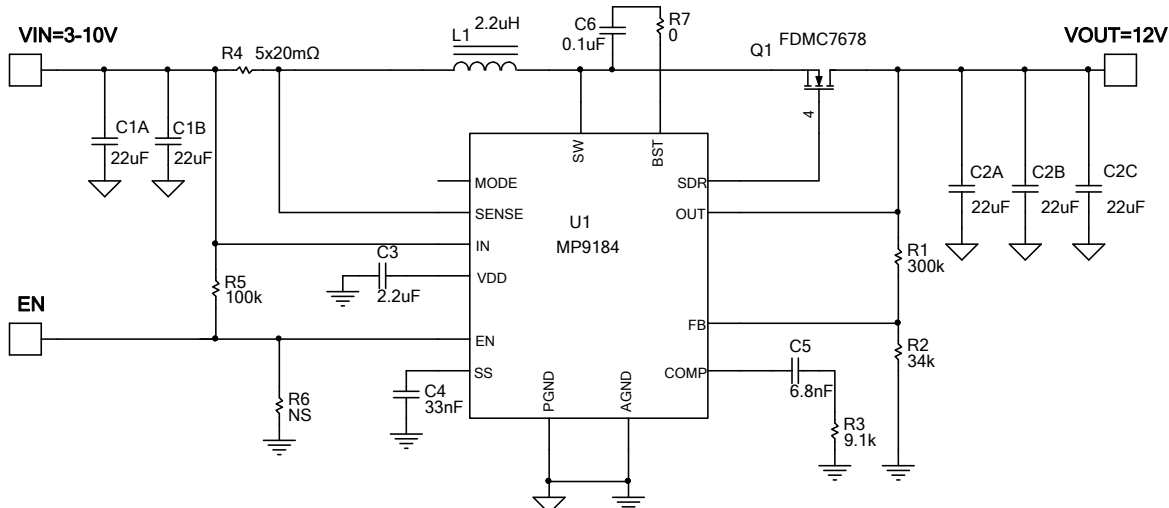 VIN=3-10V
R4 5x20mΩ
L1
2.2uH
C6
0.1uF
R7
0
Q1
FDMC7678
VOUT=12V
C1A
22uF
C1B
22uF
SW
BST
4
MODE
SDR
SENSE
OUT
U1
MP9184
IN
C3
2.2uF
VDD
R5
100k
R1
300k
C2A
22uF
C2B
22uF
C2C
22uF
EN
EN
FB
R2
34k
SS
COMP
C5
6.8nF
C4
33nF
R6
NS
PGND
AGND
R3
9.1k